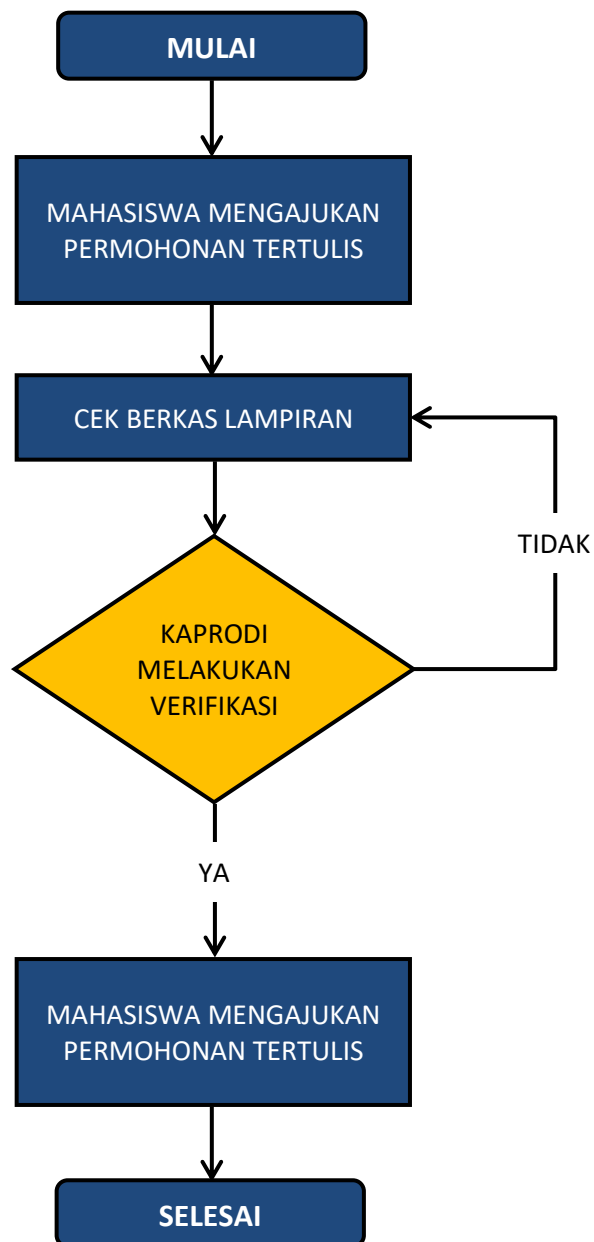 MULAI
MAHASISWA MENGAJUKAN
PERMOHONAN TERTULIS
CEK BERKAS LAMPIRAN
TIDAK
KAPRODI
MELAKUKAN
VERIFIKASI
YA
MAHASISWA MENGAJUKAN
PERMOHONAN TERTULIS
SELESAI